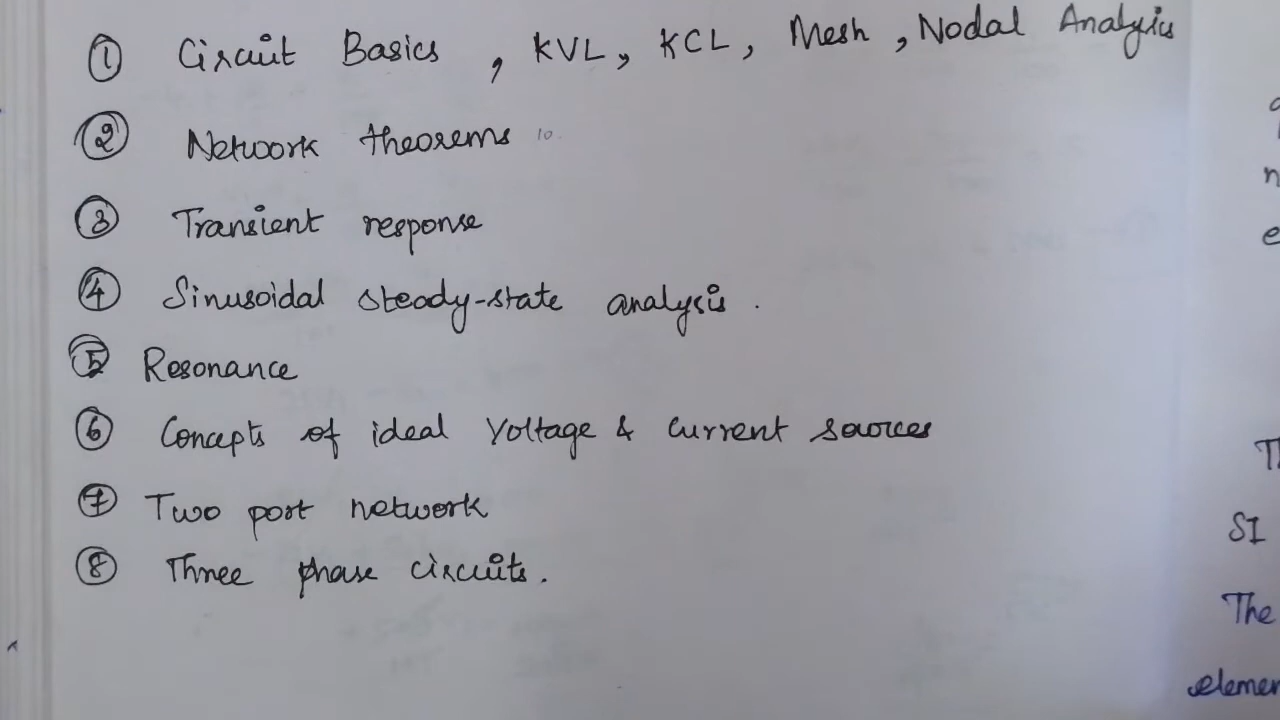 ① Circuit Basics , KVL, KCL, Mesh , Nodal Analysis
② Network theorems 10.
③ Transient response
④ Sinusoidal steady-state analysis .
⑤ Resonance
⑥ Concepts of ideal Voltage & Current sources
⑦ Two port network
⑧ Three phase circuits.
SI
The
elemen